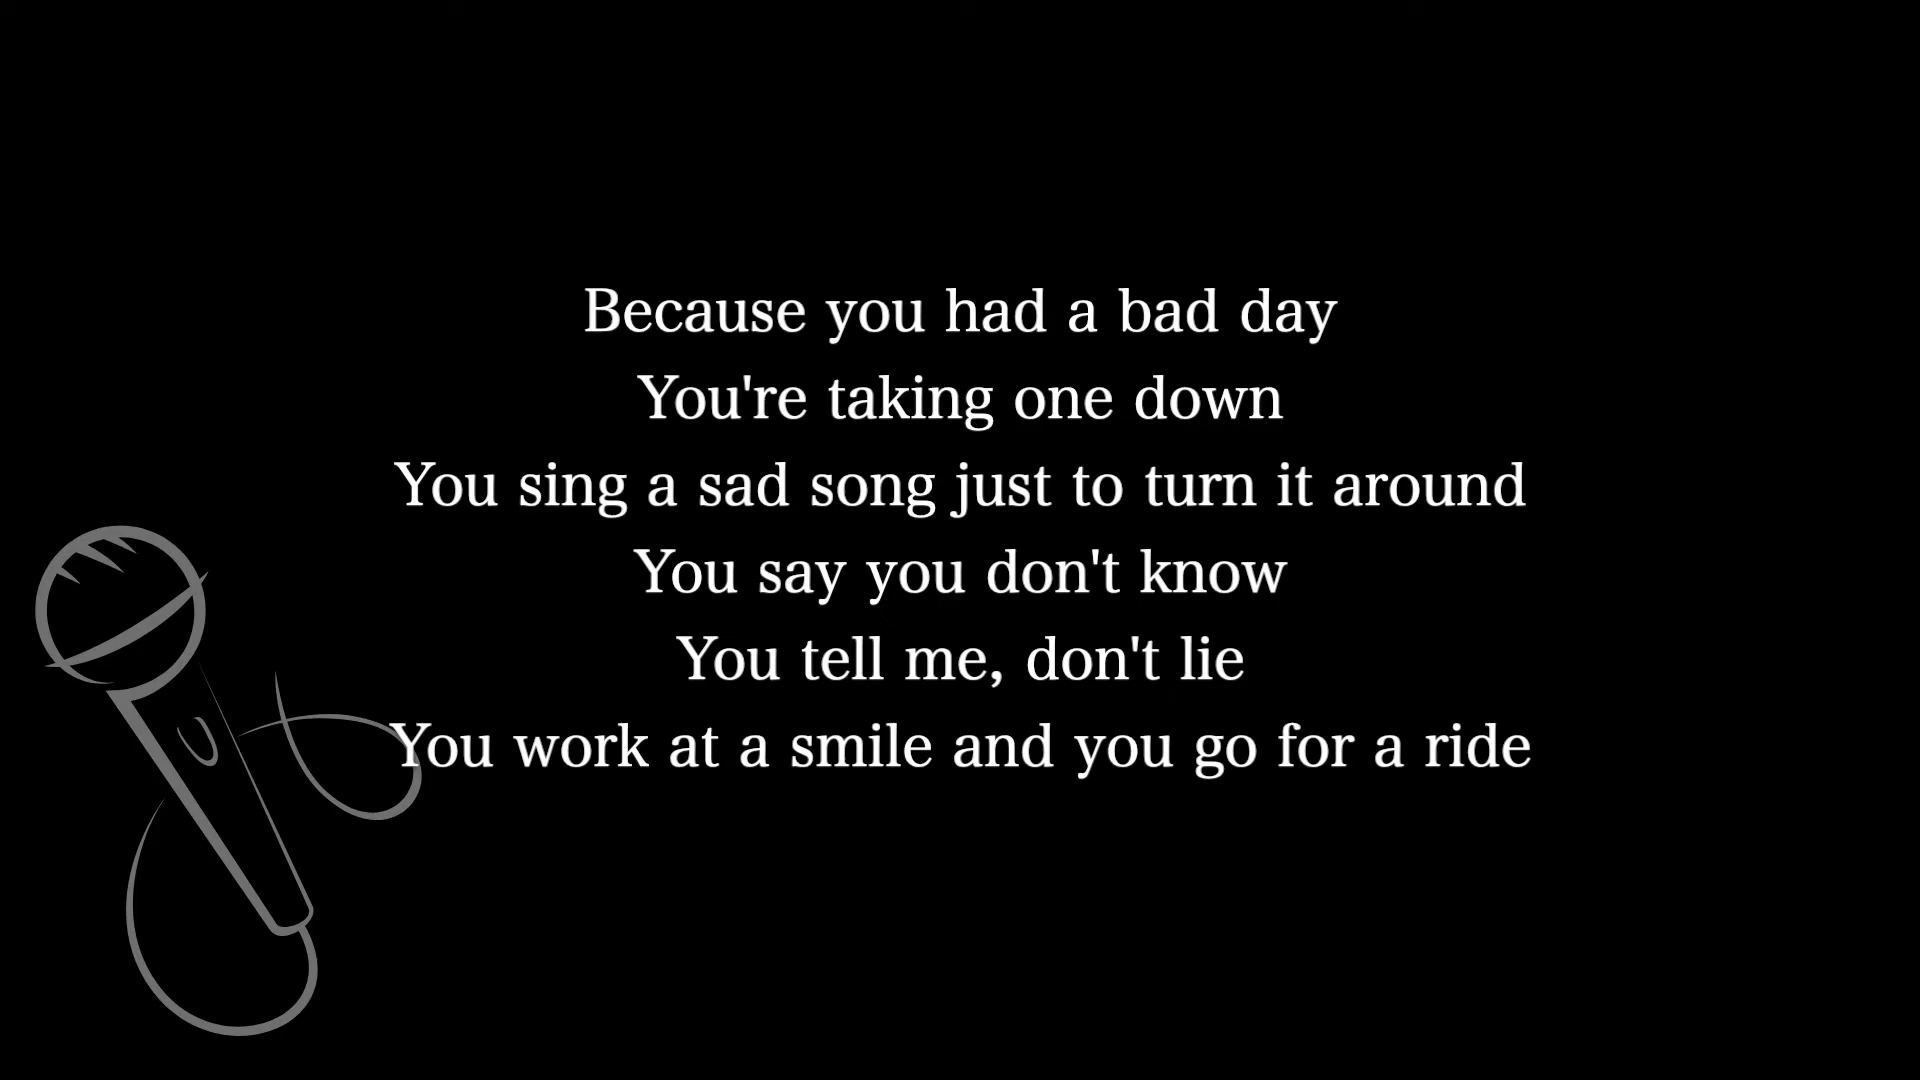 Because you had a bad day
You're taking one down
You sing a sad song just to turn it around
You say you don't know
You tell me, don't lie
You work at a smile and you go for a ride